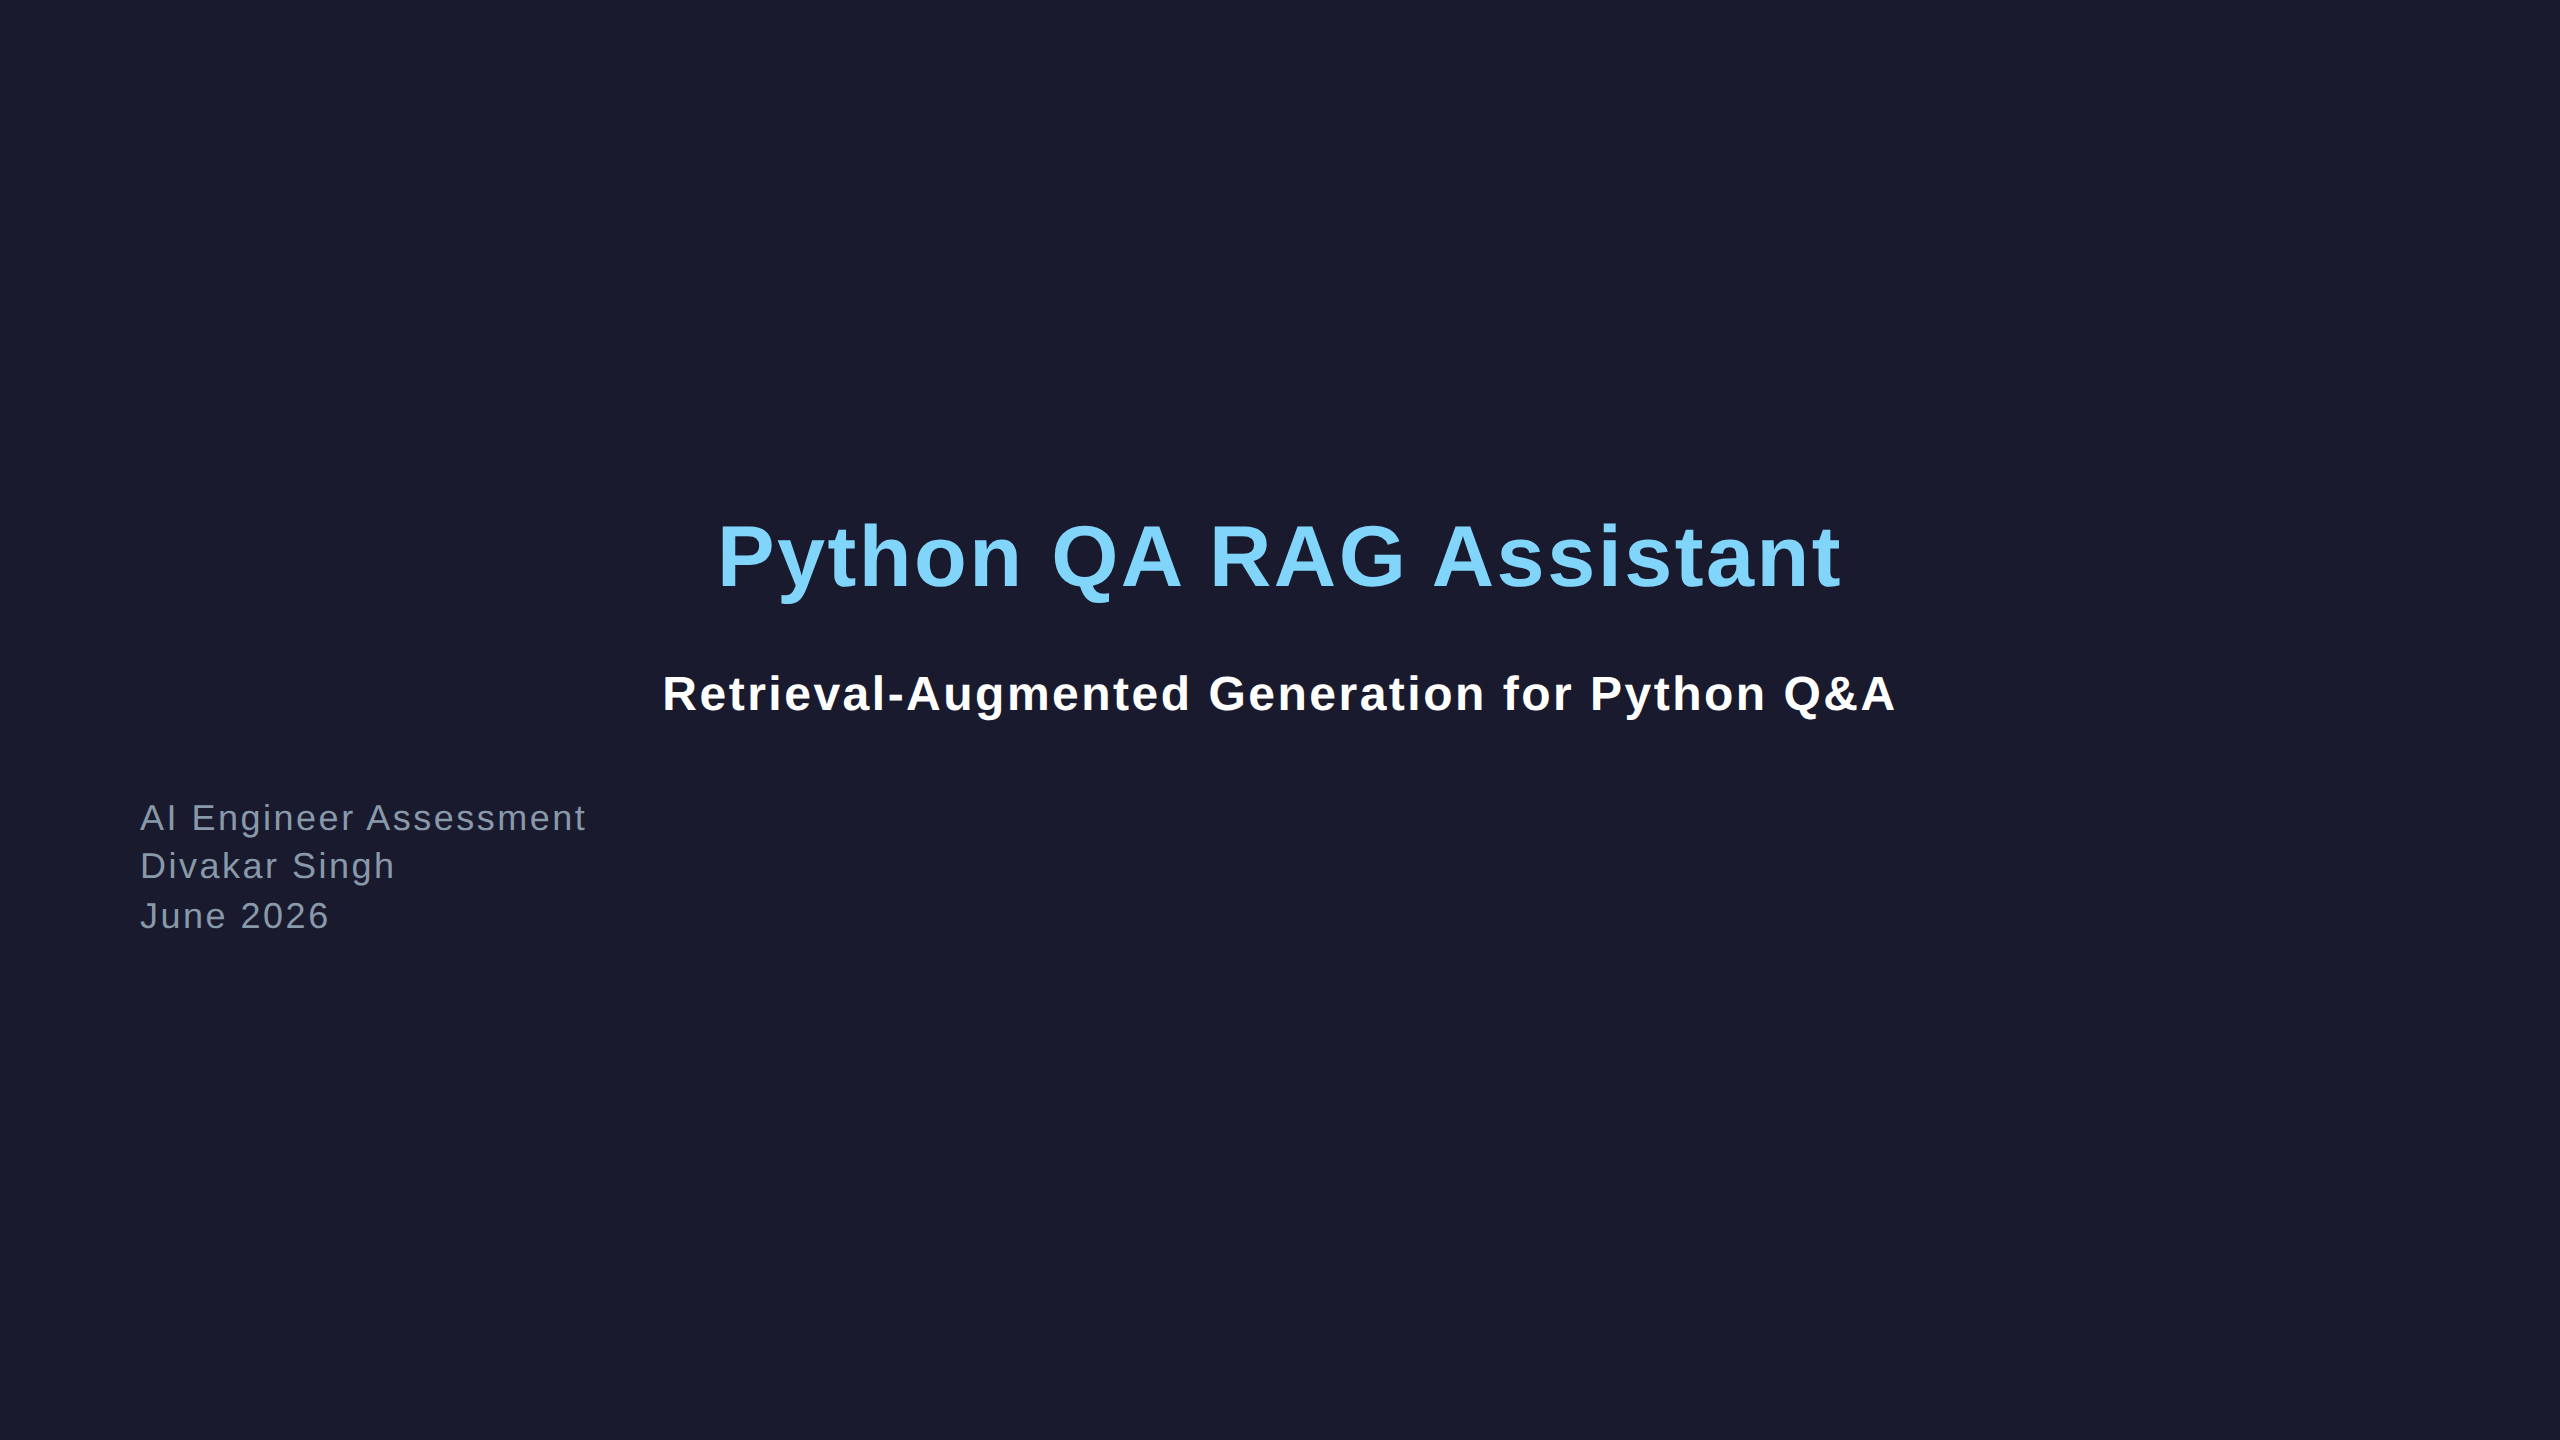 Python QA RAG Assistant
Retrieval-Augmented Generation for Python Q&A
AI Engineer Assessment
Divakar Singh
June 2026